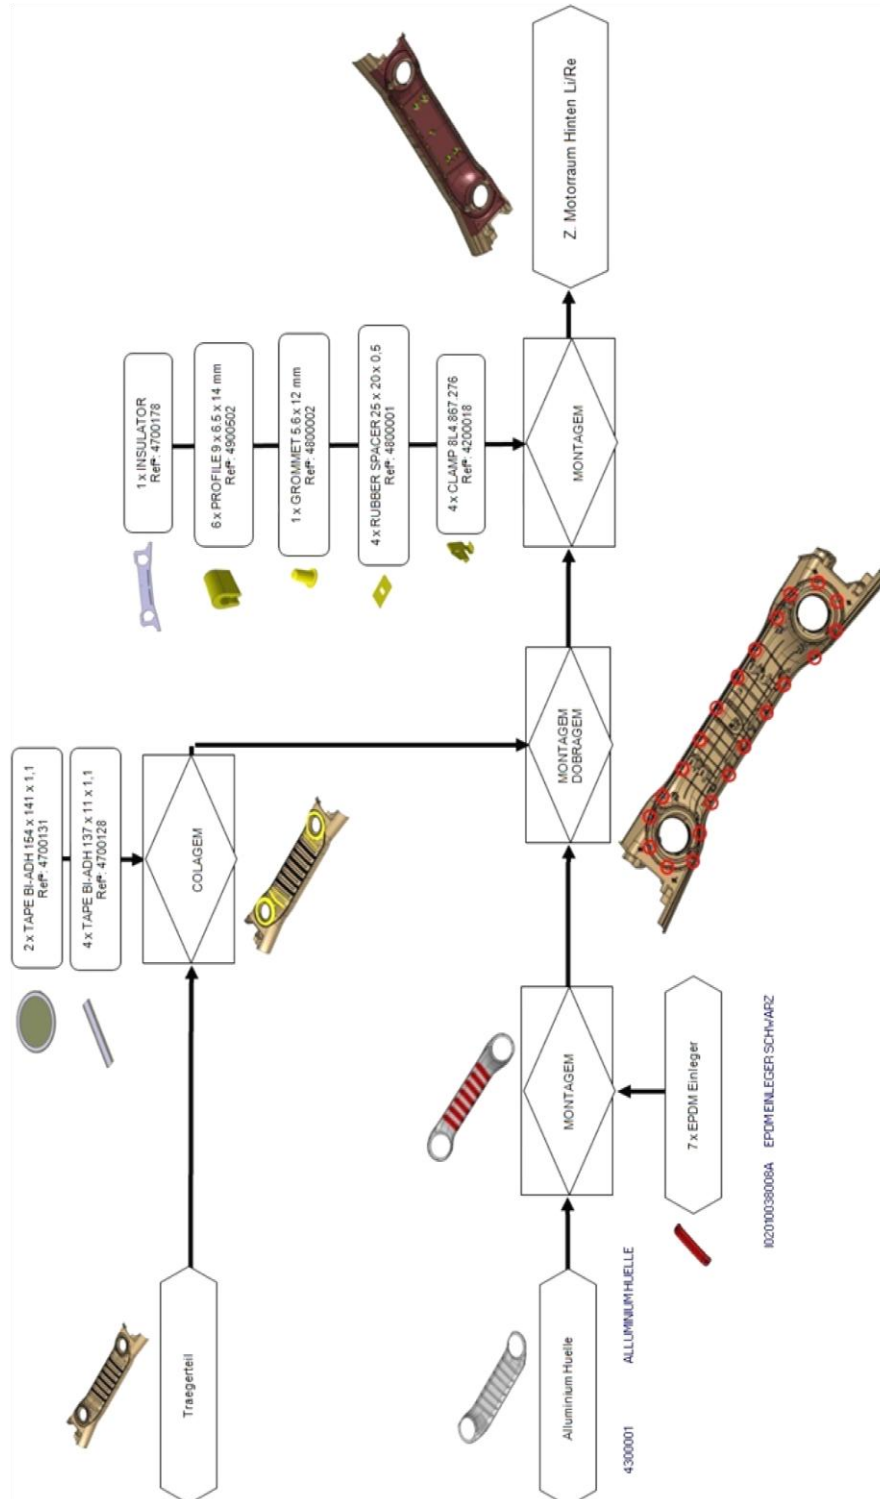 2 x TAPE BI-ADH 154 x 141 x 1,1
Refª: 4700131
4 x TAPE BI-ADH 137 x 11 x 1,1
Refª: 4700128
1 x INSULATOR
Refª: 4700178
6 x PROFILE 9 x 6.5 x 14 mm
Refª: 4900502
1 x GROMMET 5.6 x 12 mm
Refª: 4800002
4 x RUBBER SPACER 25 x 20 x 0,5
Refª: 4800001
4 x CLAMP 8L4.867.276
Refª: 4200018
Traegerteil
COLAGEM
Alluminium Huelle
MONTAGEM
MONTAGEM
DOBRAGEM
MONTAGEM
Z. Motorraum Hinten Li/Re
4300001 ALLUMINIUM HUELLE
7 x EPDM Einleger
I02010038008A EPDM EINLEGER SCHWARZ